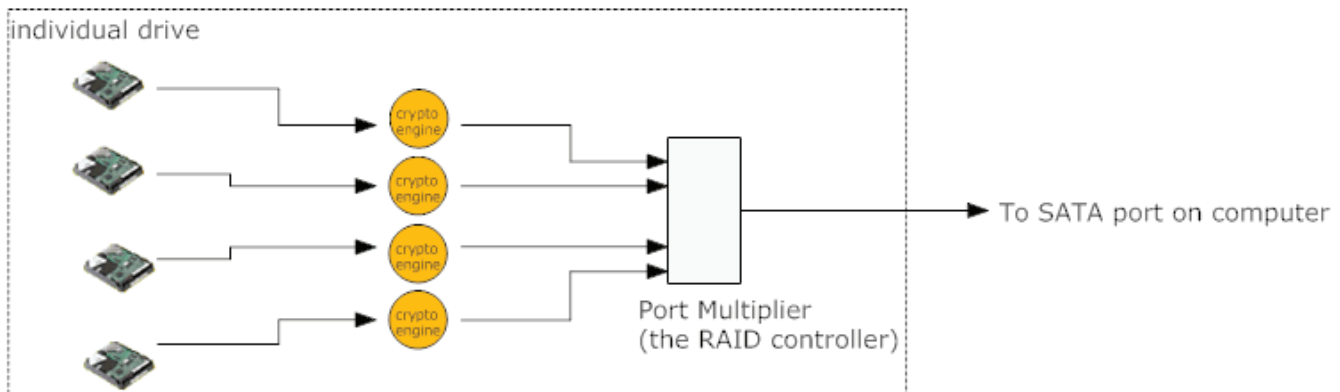 individual drive
crypto
engine
crypto
engine
crypto
engine
crypto
engine
To SATA port on computer
Port Multiplier
(the RAID controller)